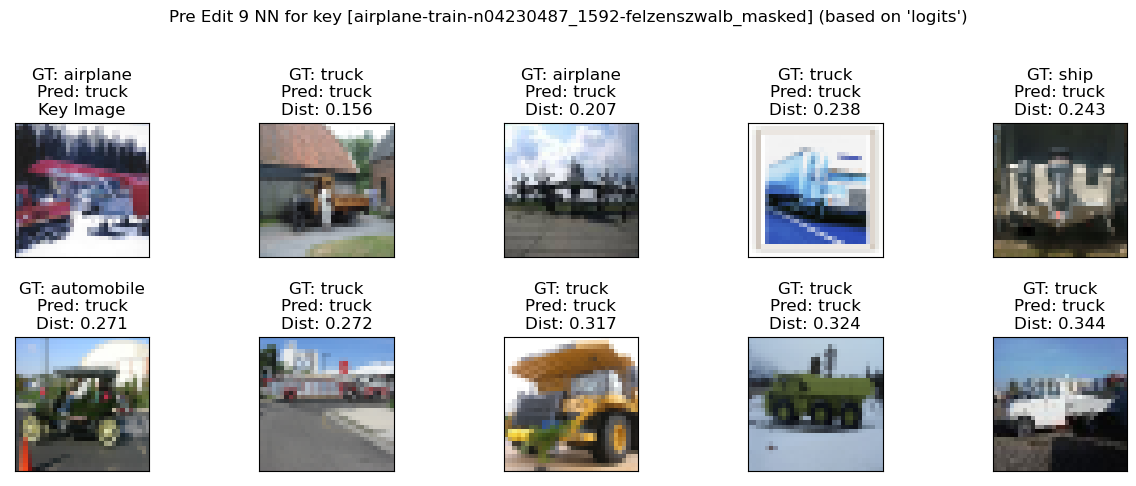 Pre Edit 9 NN for key [airplane-train-n04230487_1592-felzenszwalb_masked] (based on 'logits')
GT: airplane
Pred: truck
Key Image
GT: truck
Pred: truck
Dist: 0.156
GT: airplane
Pred: truck
Dist: 0.207
GT: truck
Pred: truck
Dist: 0.238
GT: ship
Pred: truck
Dist: 0.243
GT: automobile
Pred: truck
Dist: 0.271
GT: truck
Pred: truck
Dist: 0.272
GT: truck
Pred: truck
Dist: 0.317
GT: truck
Pred: truck
Dist: 0.324
GT: truck
Pred: truck
Dist: 0.344